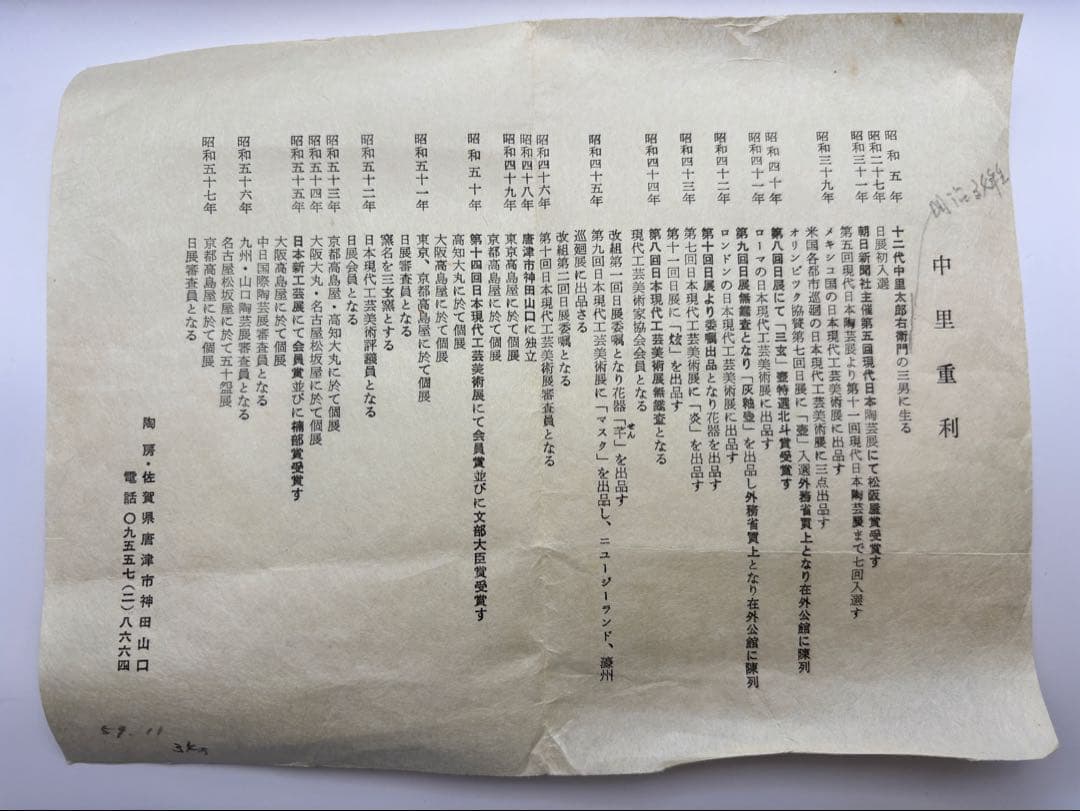 中里重利
昭和五年 十二代中里太郎右衛門の三男に生る
昭和二十七年 日展初入選
昭和三十一年 朝日新聞社主催第五回現代日本陶芸展にて松阪屋賞受賞す
第五回現代日本陶芸展より第十一回現代日本陶芸展まで七回入選す
メキシコ国の日本現代工芸美術展に出品す
昭和三十九年 米国各都市巡廻の日本現代工芸美術展に三点出品す
オリンピック協賛第七回日展に「壷」入選外務省買上となり在外公館に陳列
昭和四十年 第八回日展にて「三玄」壷特選北斗賞受賞す
昭和四十一年 ローマの日本現代工芸美術展に出品す
第九回日展無鑑査となり「灰釉壷」を出品し外務省買上となり在外公館に陳列
昭和四十二年 ロンドンの日本現代工芸美術展に出品す
第十回日展より委嘱出品となり花器を出品す
昭和四十三年 第七回日本現代工芸美術展に「炎」を出品す
第十一回日展に「炫」を出品す
昭和四十四年 第八回日本現代工芸美術展無鑑査となる
現代工芸美術家協会会員となる
改組第一回日展委嘱となり花器「芉」を出品す
せん
昭和四十五年 第九回日本現代工芸美術展に「マスク」を出品し、ニュージーランド、濠州
巡廻展に出品さる
改組第二回日展委嘱となる
昭和四十六年 第十回日本現代工芸美術展審査員となる
昭和四十八年 唐津市神田山口に独立
昭和四十九年 東京高島屋に於て個展
京都高島屋に於て個展
昭和五十年 第十四回日本現代工芸美術展にて会員賞並びに文部大臣賞受賞す
高知大丸に於て個展
大阪高島屋に於て個展
昭和五十一年 東京、京都高島屋に於て個展
日展審査員となる
窯名を三玄窯とする
昭和五十二年 日本現代工芸美術評議員となる
日展会員となる
昭和五十三年 京都高島屋・高知大丸に於て個展
昭和五十四年 大阪大丸・名古屋松坂屋に於て個展
昭和五十五年 日本新工芸展にて会員賞並びに楠部賞受賞す
大阪高島屋に於て個展
昭和五十六年 中日国際陶芸展審査員となる
九州・山口陶芸展審査員となる
名古屋松坂屋に於て五十盌展
昭和五十七年 京都高島屋に於て個展
日展審査員となる
陶房・佐賀県唐津市神田山口
電話〇九五五七(二)八六六四
59.11